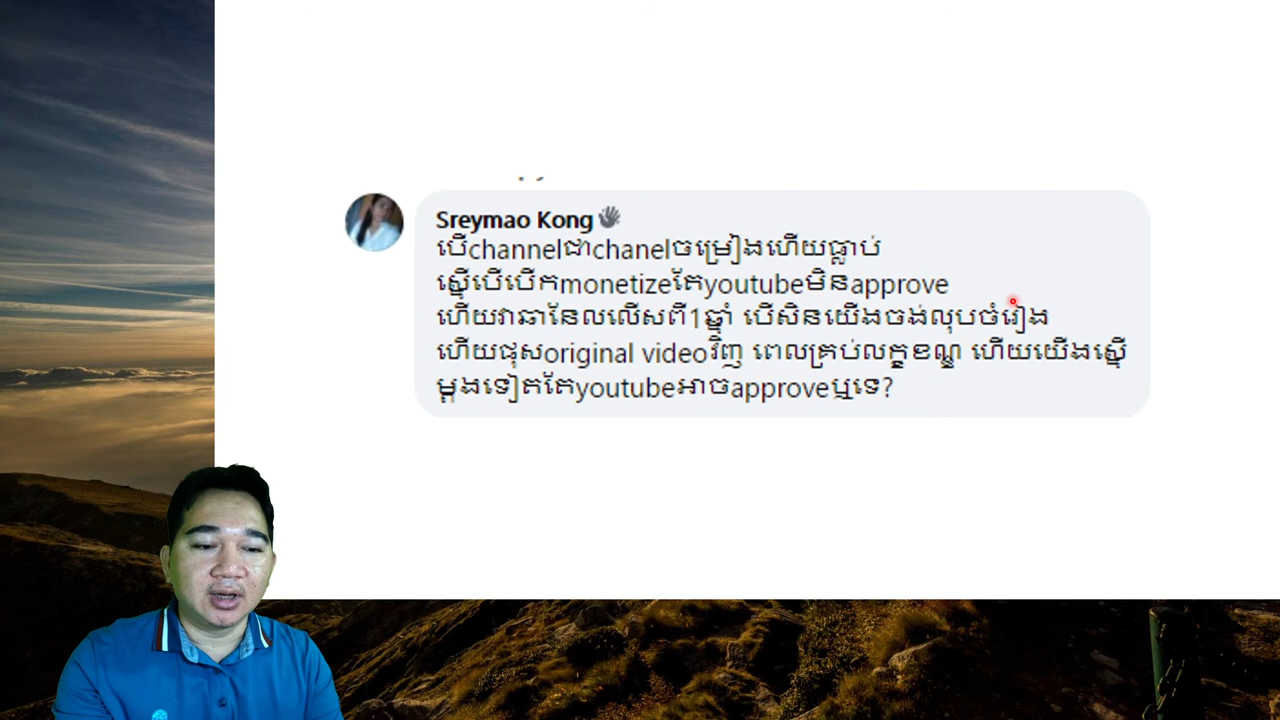 Sreymao Kong
បើchannelជាchanelចម្រៀងហើយធ្លាប់
ស្នើបើបើកmonetizeតែyoutubeមិនapprove
ហើយវាឆានែលលើសពី1ឆ្នាំ បើសិនយើងចង់លុបចំរៀង
ហើយផុសoriginal videoវិញ ពេលគ្រប់លក្ខខណ្ឌ ហើយយើងស្នើ
ម្ដងទៀតតែyoutubeអាចapproveឬទេ?